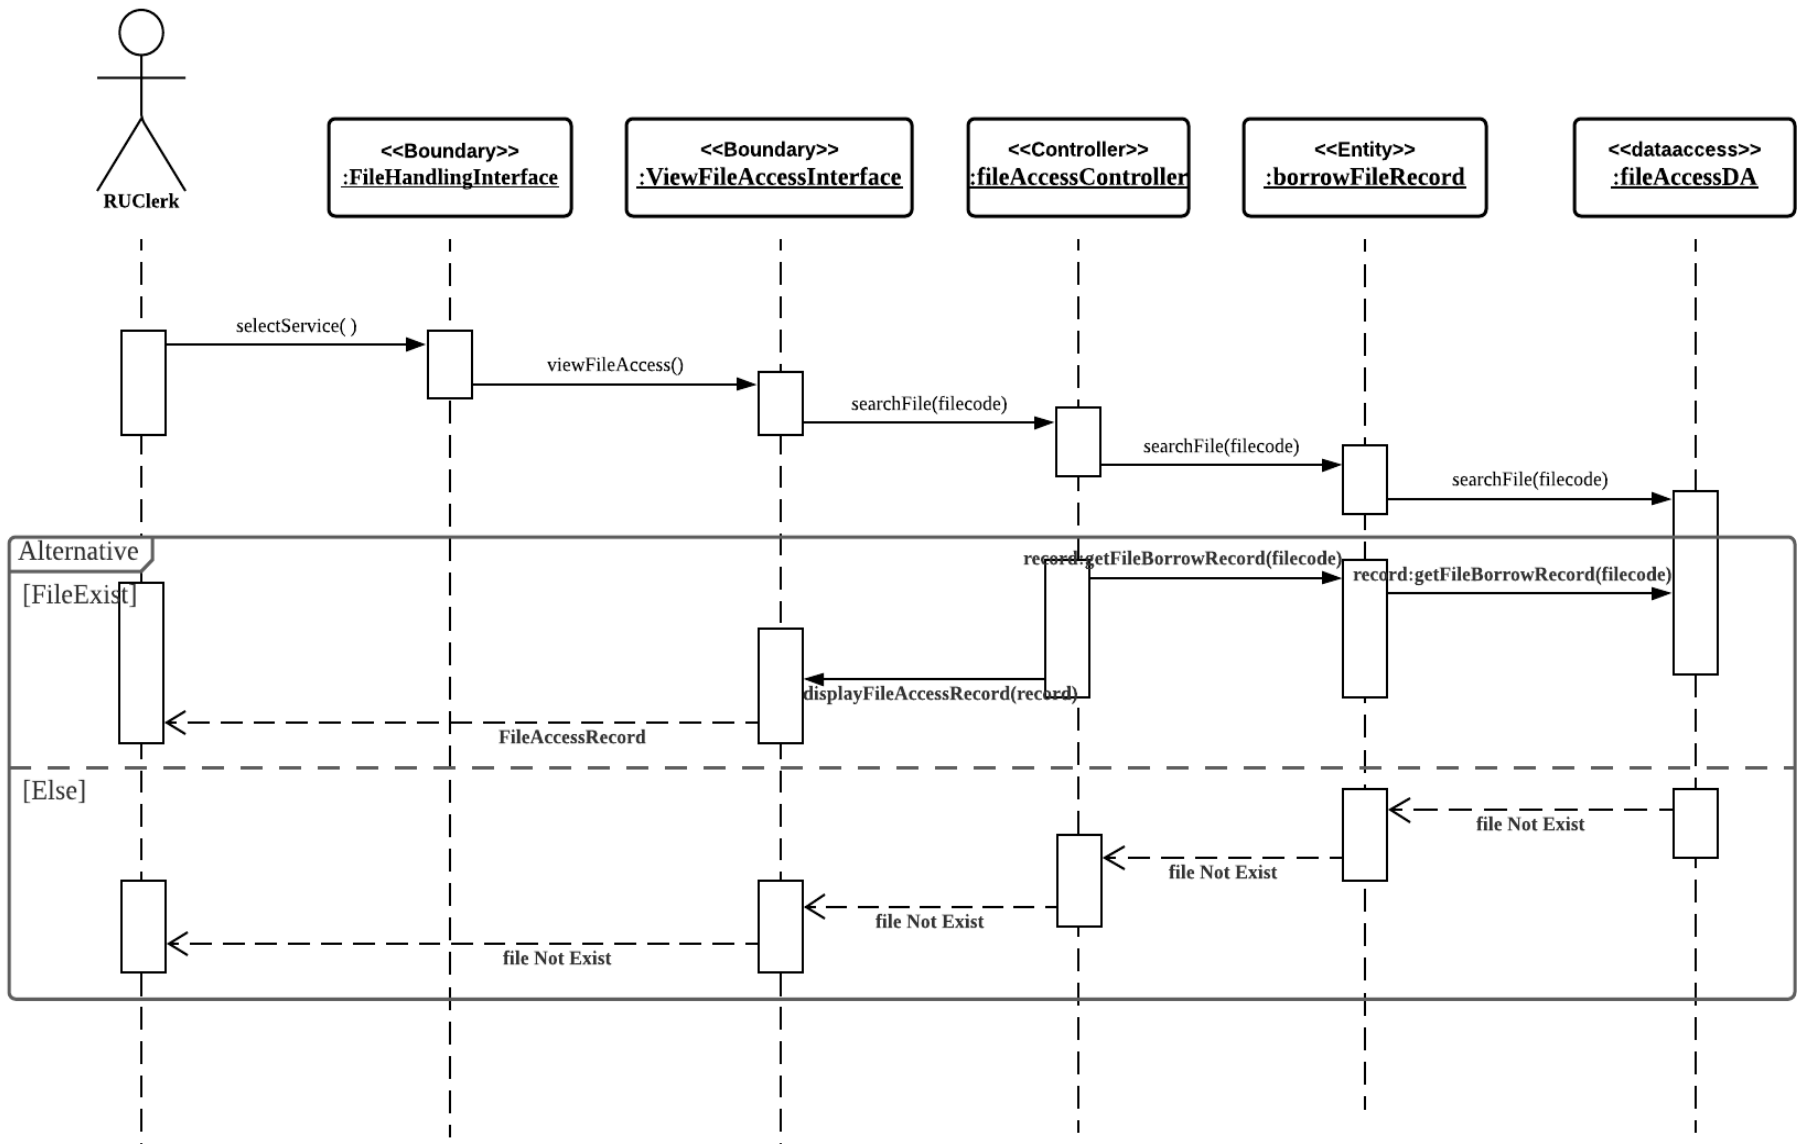 RUClerk
<<Boundary>>
:FileHandlingInterface
<<Boundary>>
:ViewFileAccessInterface
<<Controller>>
:fileAccessController
<<Entity>>
:borrowFileRecord
<<dataaccess>>
:fileAccessDA
selectService( )
viewFileAccess()
searchFile(filecode)
searchFile(filecode)
searchFile(filecode)
Alternative
[FileExist]
record:getFileBorrowRecord(filecode)
record:getFileBorrowRecord(filecode)
displayFileAccessRecord(record)
FileAccessRecord
[Else]
file Not Exist
file Not Exist
file Not Exist
file Not Exist